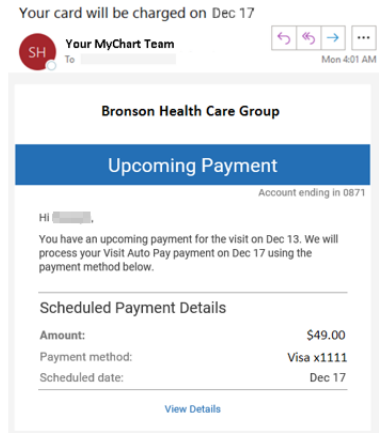 Your card will be charged on Dec 17
SH
Your MyChart Team
To
Mon 4:01 AM
Bronson Health Care Group
Upcoming Payment
Account ending in 0871
Hi ,
You have an upcoming payment for the visit on Dec 13. We will
process your Visit Auto Pay payment on Dec 17 using the
payment method below.
Scheduled Payment Details
Amount: $49.00
Payment method: Visa x1111
Scheduled date: Dec 17
View Details